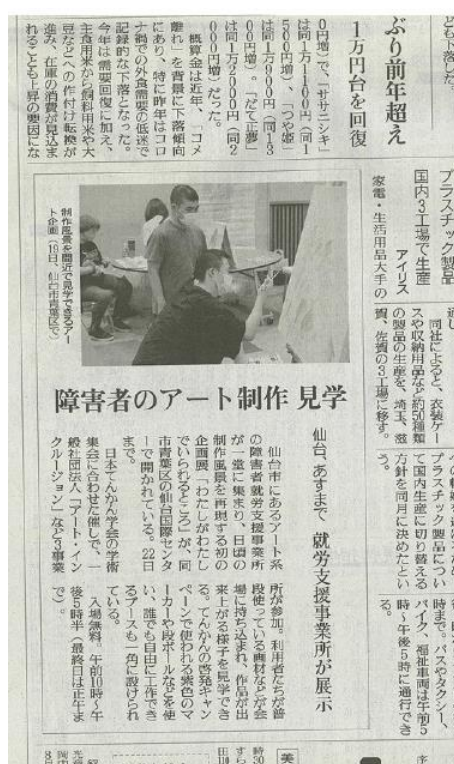 ぶり前年超え
1万円台を回復
0円増）で、「ササニシキ」
は同1万1100円（同1
500円増）、「つや姫」
は同1万1900円（同13
00円増）。「だて正夢」
は同1万2000円（同2
000円増）だった。
概算金は近年、「コメ
離れ」を背景に下落傾向
にあり、特に昨年はコロ
ナ禍での外食需要の低迷で
記録的な下落となった。
今年は需要回復に加え、
主食用米から飼料用米や大
豆などへの作付け転換が
進み、在庫の消費が見込ま
れることも上昇の要因にな
プラスチック製品
国内3工場で生産
アイリス
家電・生活用品大手の
同社によると、衣装ケー
スや収納用品など約50種類
の製品の生産を、埼玉、滋
賀、佐賀の3工場に移す。
プラスチック製品につい
て国内生産に切り替える
方針を同月に決めたとい
う。
時まで。バスやタクシー、
バイク、福祉車両は午前5
時〜午後5時に通行でき
る。
制作風景を間近で見学できるアー
ト企画（19日、仙台市青葉区で）
障害者のアート制作 見学
仙台、あすまで 就労支援事業所が展示
仙台市にあるアート系
の障害者就労支援事業所
が一堂に集まり、日頃の
制作風景を再現する初の
企画展「わたしがわたし
でいられるところ」が、同
市青葉区の仙台国際センタ
ーで開かれている。22日
まで。
日本てんかん学会の学術
集会に合わせた催しで、一
般社団法人「アート・イン
クルージョン」など3事業
所が参加。利用者たちが普
段使っている画材などが会
場に持ち込まれ、作品が出
来上がる様子を見学でき
る。てんかんの啓発キャン
ペーンで使われる紫色のマ
ーカーや段ボールなどを使
い、誰でも自由に工作でき
るブースも一角に設けられ
ている。
入場無料。午前10時〜午
後5時半（最終日は正午ま
で）。